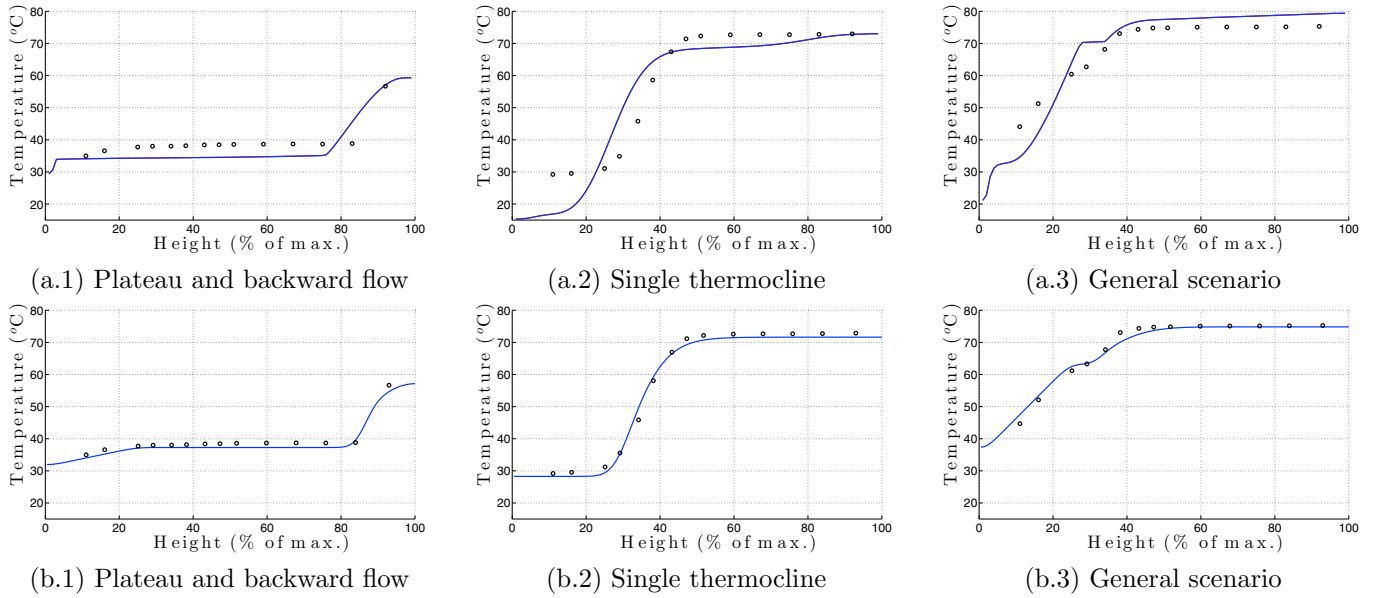 80
70
60
50
40
30
20
0 20 40 60 80 100
Temperature (°C)
Height (% of max.)
(a.1) Plateau and backward flow
80
70
60
50
40
30
20
0 20 40 60 80 100
Temperature (°C)
Height (% of max.)
(a.2) Single thermocline
80
70
60
50
40
30
20
0 20 40 60 80 100
Temperature (°C)
Height (% of max.)
(a.3) General scenario
80
70
60
50
40
30
20
0 20 40 60 80 100
Temperature (°C)
Height (% of max.)
(b.1) Plateau and backward flow
80
70
60
50
40
30
20
0 20 40 60 80 100
Temperature (°C)
Height (% of max.)
(b.2) Single thermocline
80
70
60
50
40
30
20
0 20 40 60 80 100
Temperature (°C)
Height (% of max.)
(b.3) General scenario